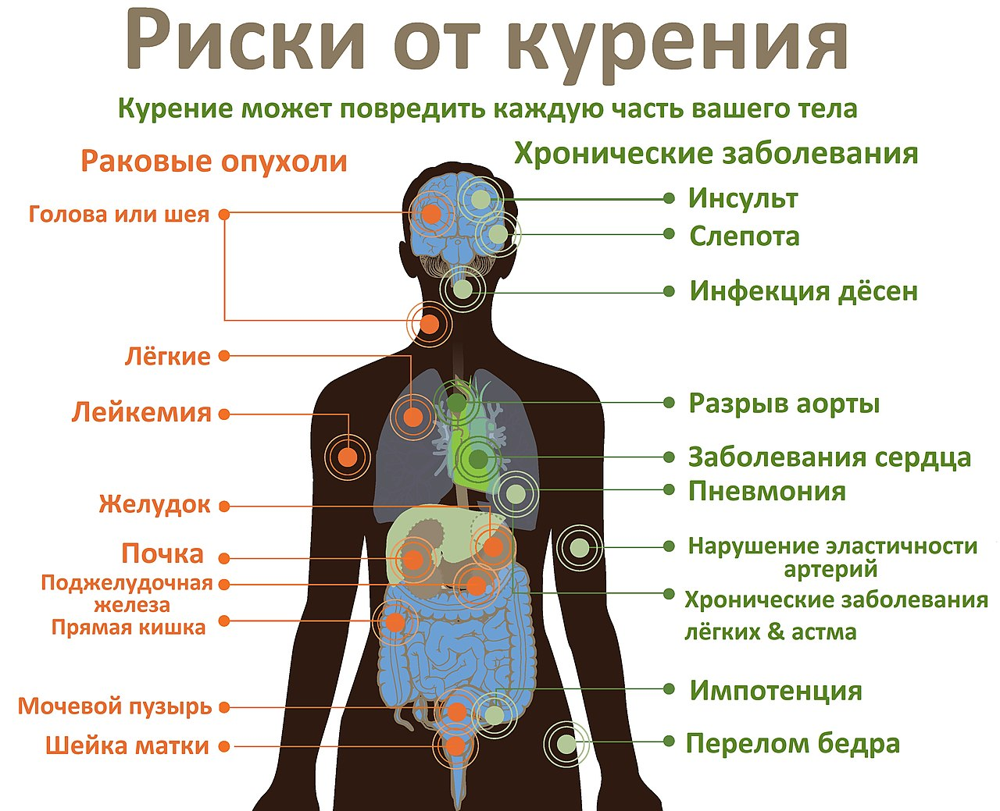 Риски от курения
Курение может повредить каждую часть вашего тела
Раковые опухоли
Голова или шея
Лёгкие
Лейкемия
Желудок
Почка
Поджелудочная
железа
Прямая кишка
Мочевой пузырь
Шейка матки
Хронические заболевания
Инсульт
Слепота
Инфекция дёсен
Разрыв аорты
Заболевания сердца
Пневмония
Нарушение эластичности
артерий
Хронические заболевания
лёгких & астма
Импотенция
Перелом бедра